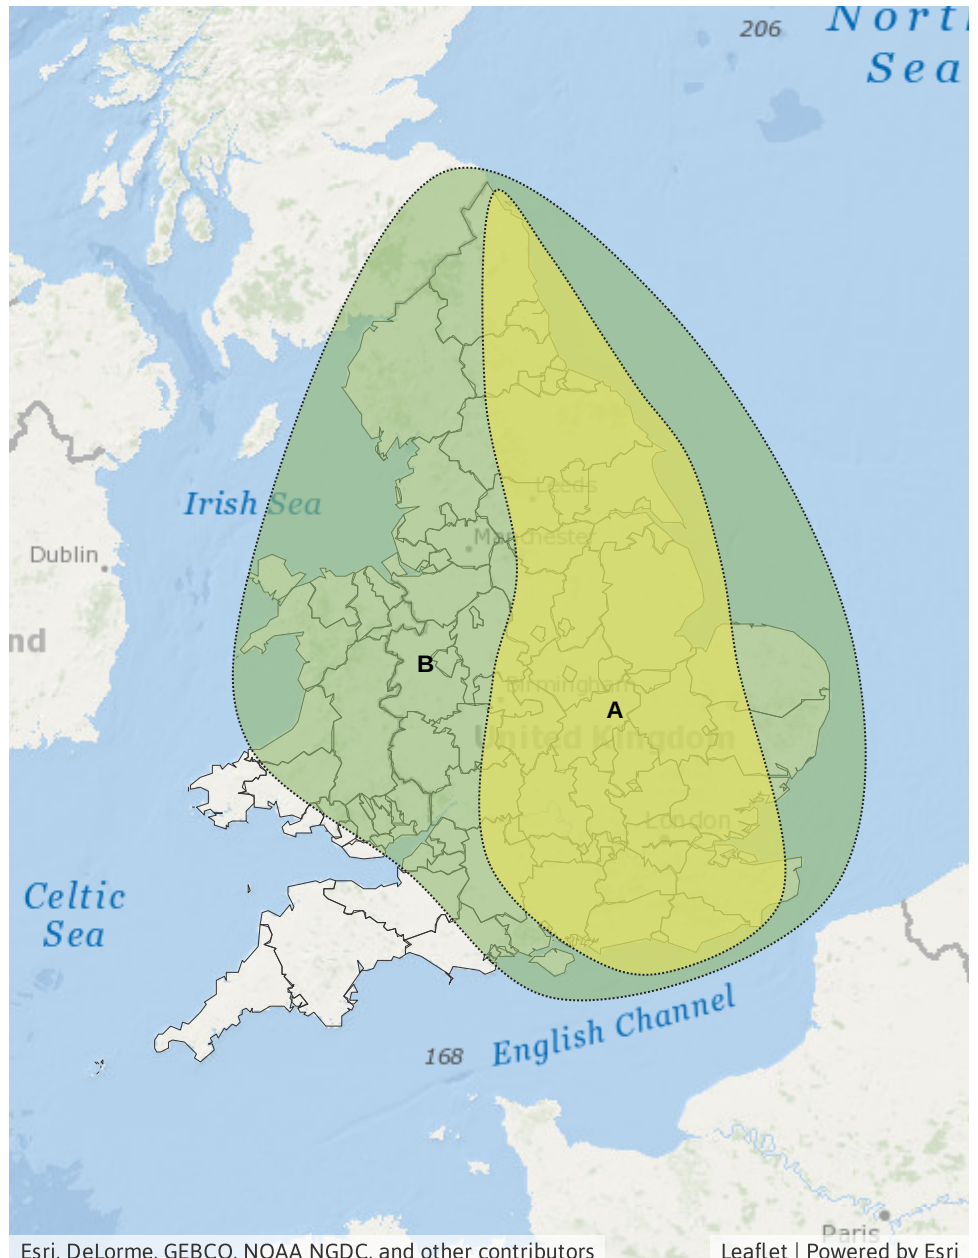 206
Nort
Sea
Leeds
Irish Sea
Manchester
Dublin
nd
B
Birmingham
A
United Kingdom
London
Celtic
Sea
English Channel
168
Paris
Esri, DeLorme, GEBCO, NOAA NGDC, and other contributors
Leaflet | Powered by Esri